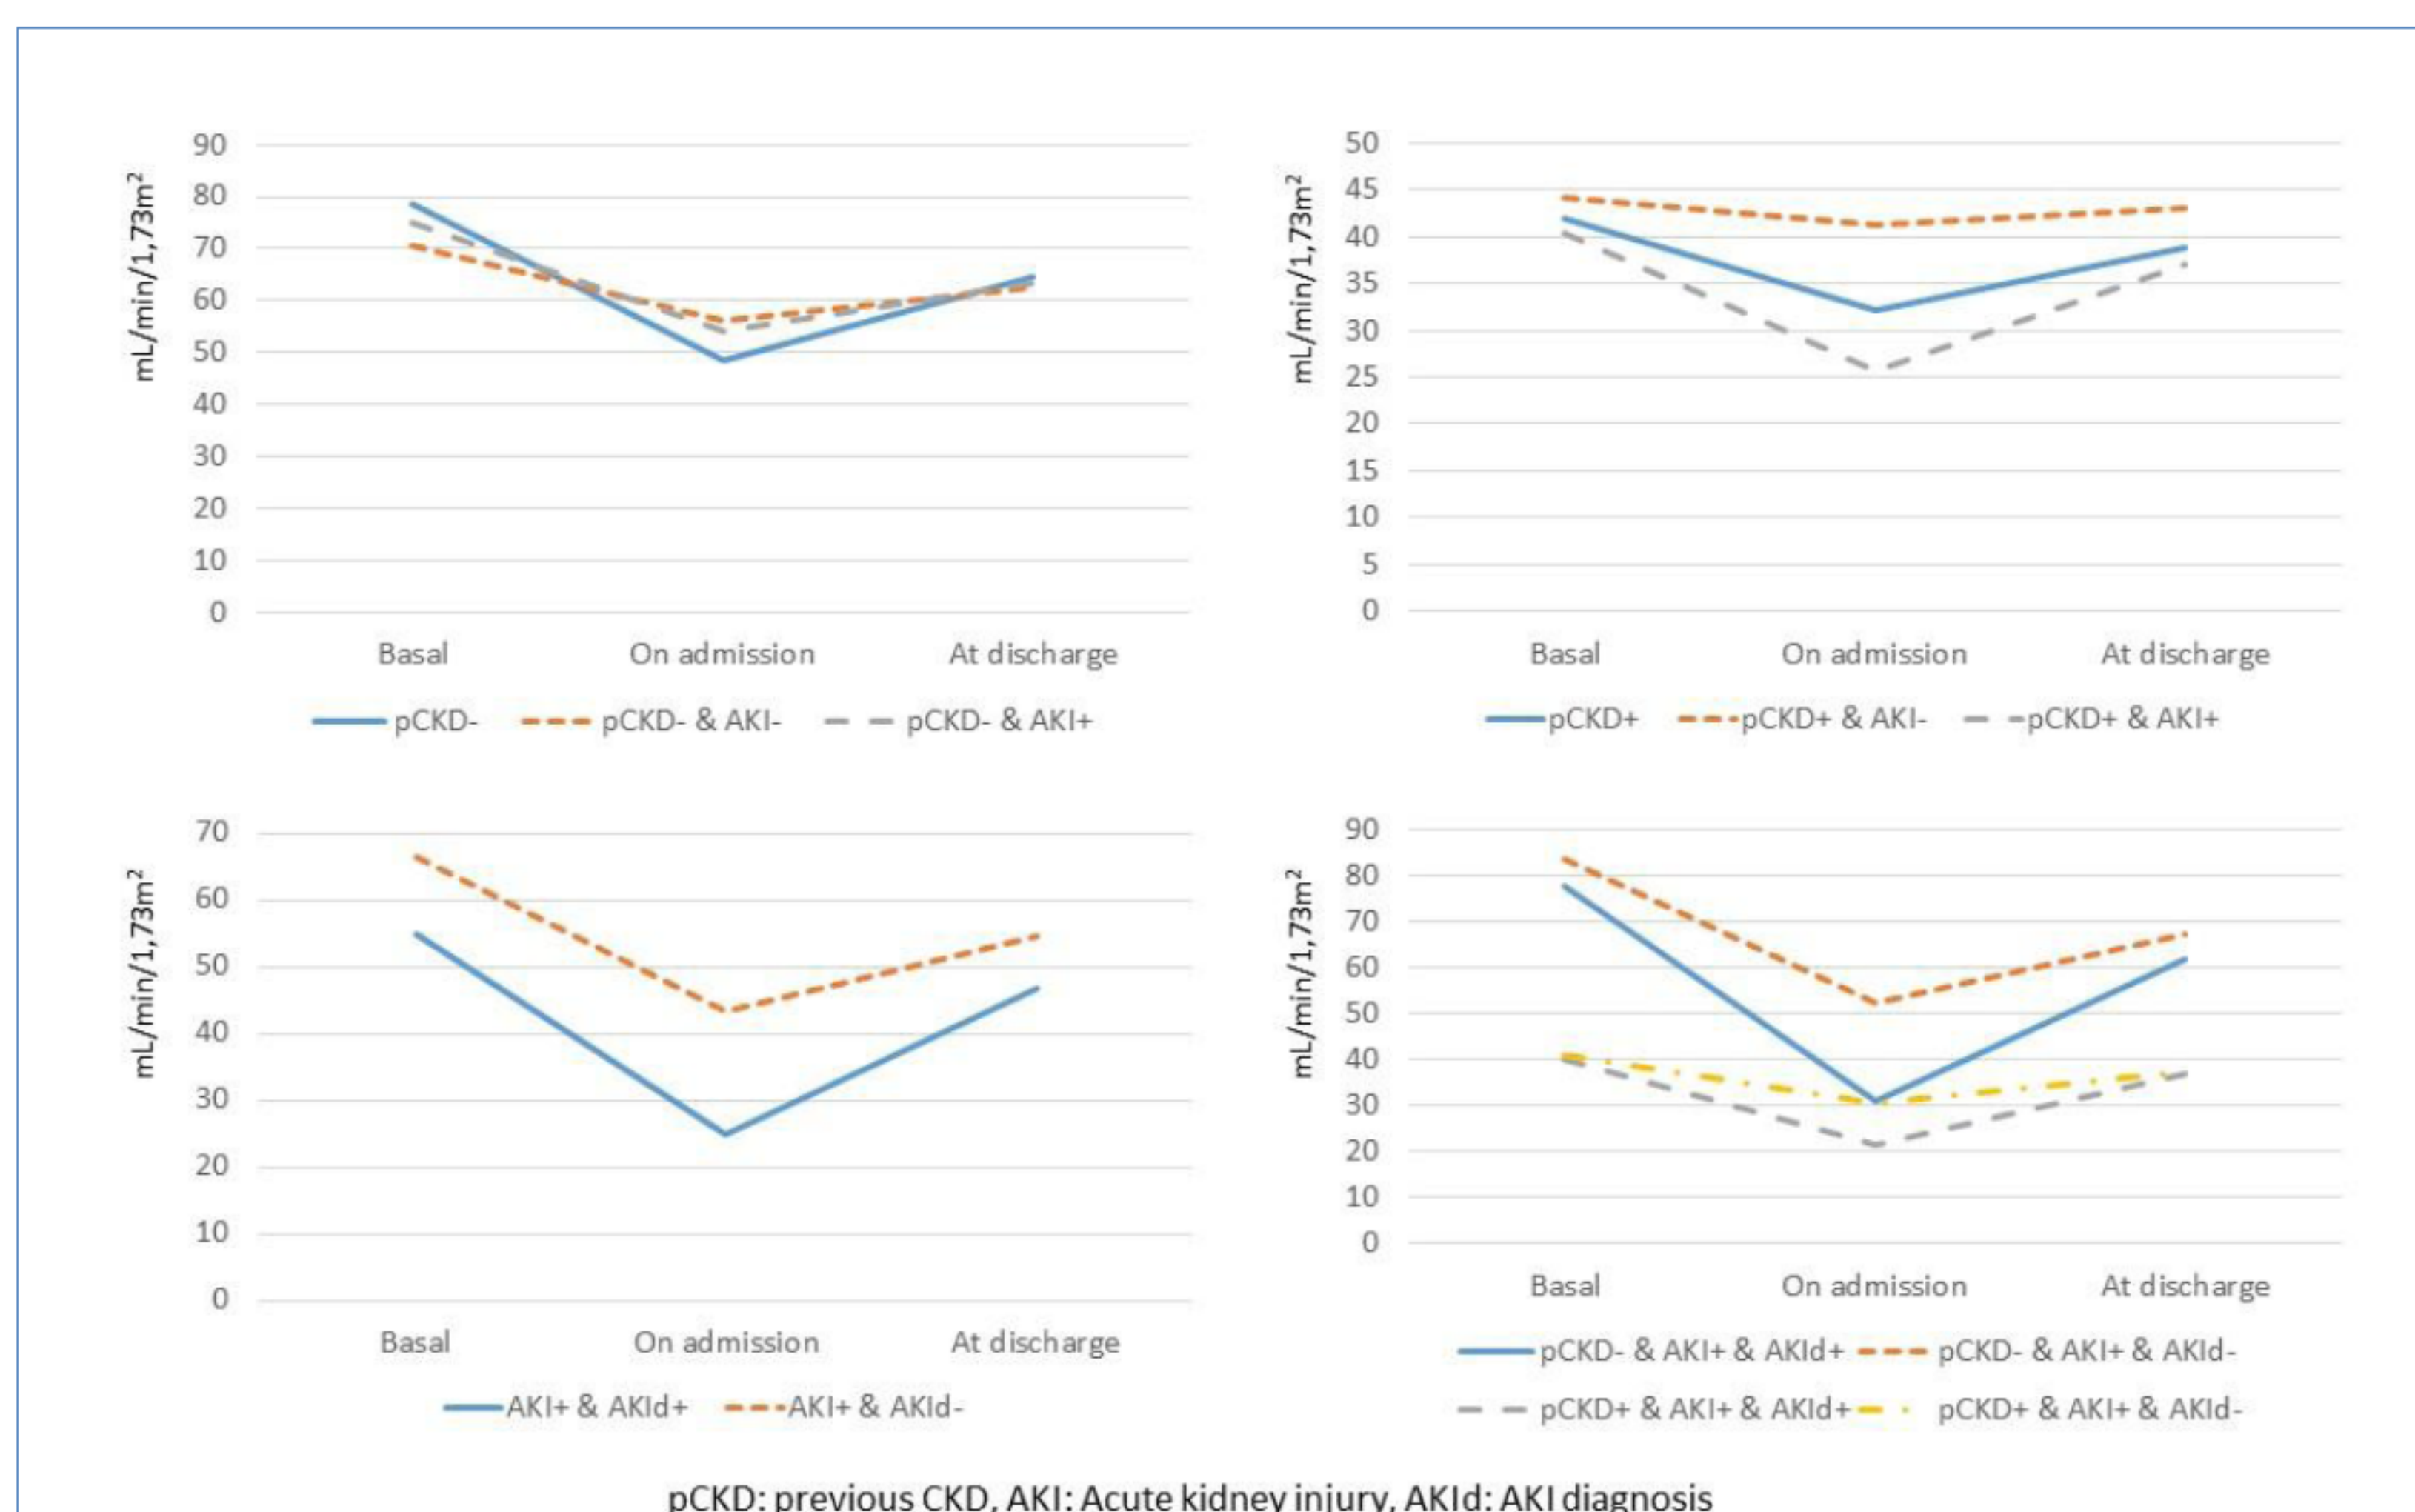 mL/min/1,73m²
90
80
70
60
50
40
30
20
10
0
Basal On admission At discharge
pCKD- pCKD- & AKI- pCKD- & AKI+
mL/min/1,73m²
50
45
40
35
30
25
20
15
10
5
0
Basal On admission At discharge
pCKD+ pCKD+ & AKI- pCKD+ & AKI+
mL/min/1,73m²
70
60
50
40
30
20
10
0
Basal On admission At discharge
AKI+ & AKId+ AKI+ & AKId-
mL/min/1,73m²
90
80
70
60
50
40
30
20
10
0
Basal On admission At discharge
pCKD- & AKI+ & AKId+ pCKD- & AKI+ & AKId-
pCKD+ & AKI+ & AKId+ pCKD+ & AKI+ & AKId-
pCKD: previous CKD, AKI: Acute kidney injury, AKId: AKI diagnosis